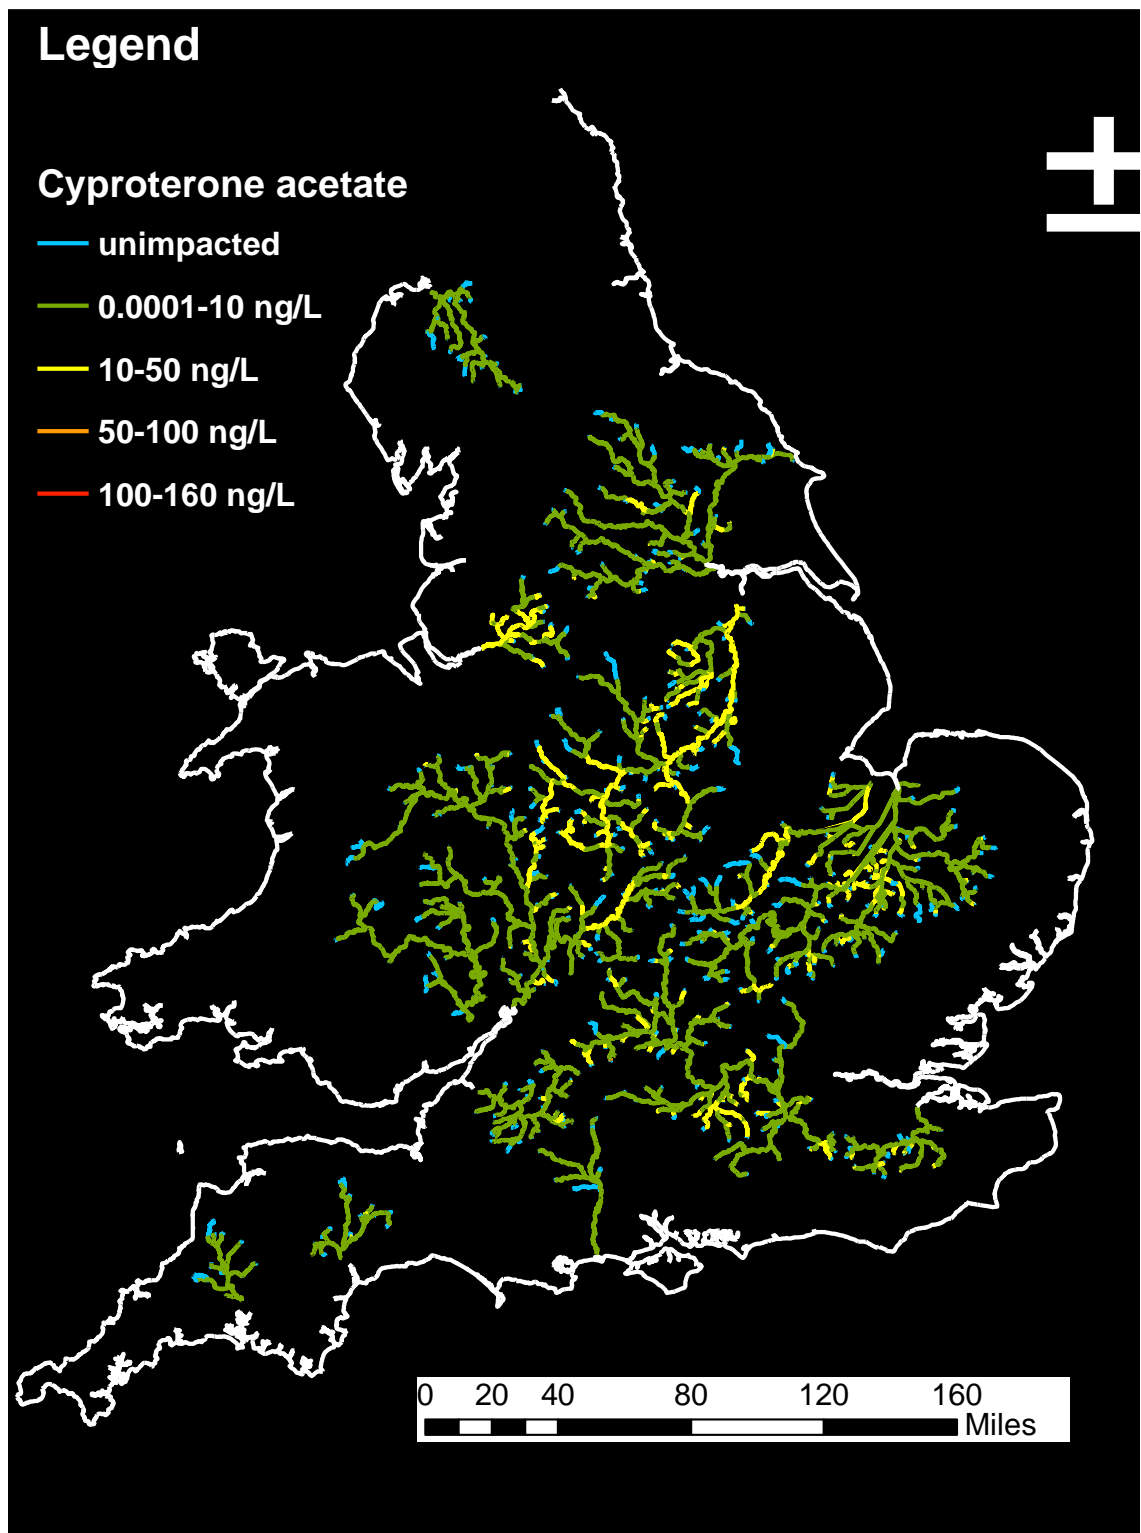 Legend
Cyproterone acetate
unimpacted
0.0001-10 ng/L
10-50 ng/L
50-100 ng/L
100-160 ng/L
±
0 20 40 80 120 160
Miles